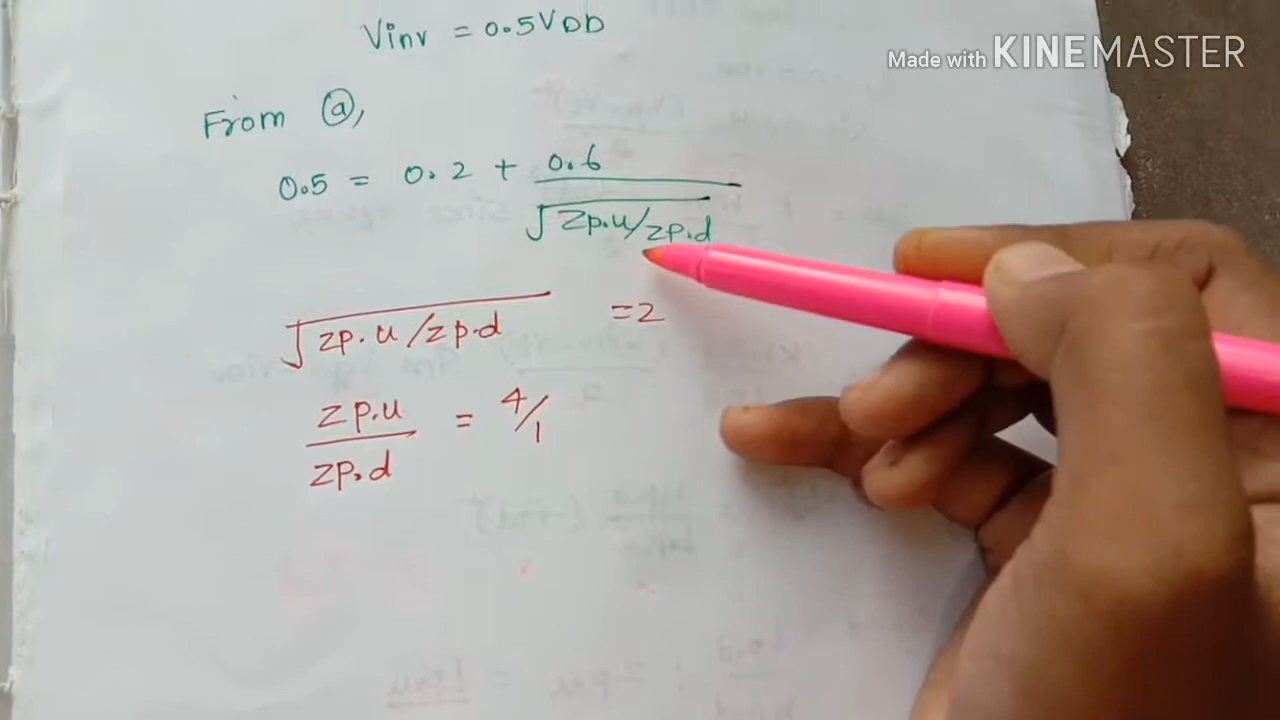 Vinv = 0.5VDD
Made with KINEMASTER
From ⓐ,
0.5 = 0.2 + 0.6
√Zp.u/Zp.d
√Zp.u/Zp.d = 2
Zp.u
= 4/1
Zp.d